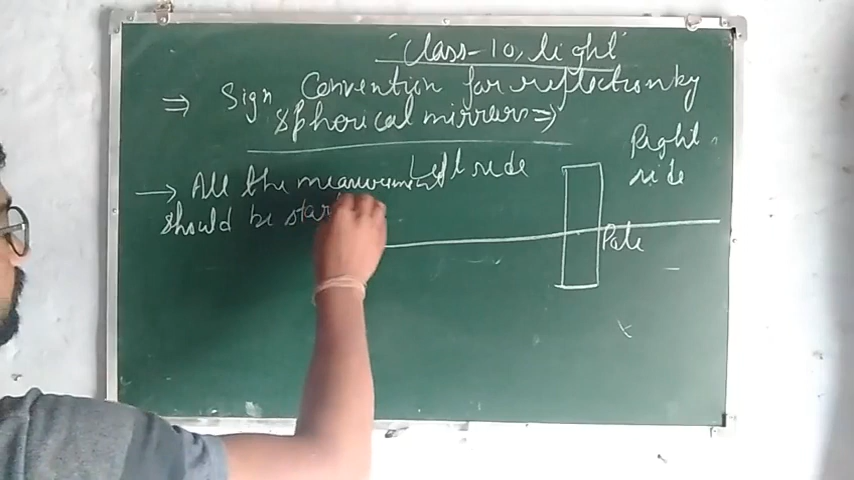 "Class-10, light"
⇒ Sign Convention for reflection by
spherical mirrors ⇒
Left side
Right
side
→ All the measurement
should be star
Pole